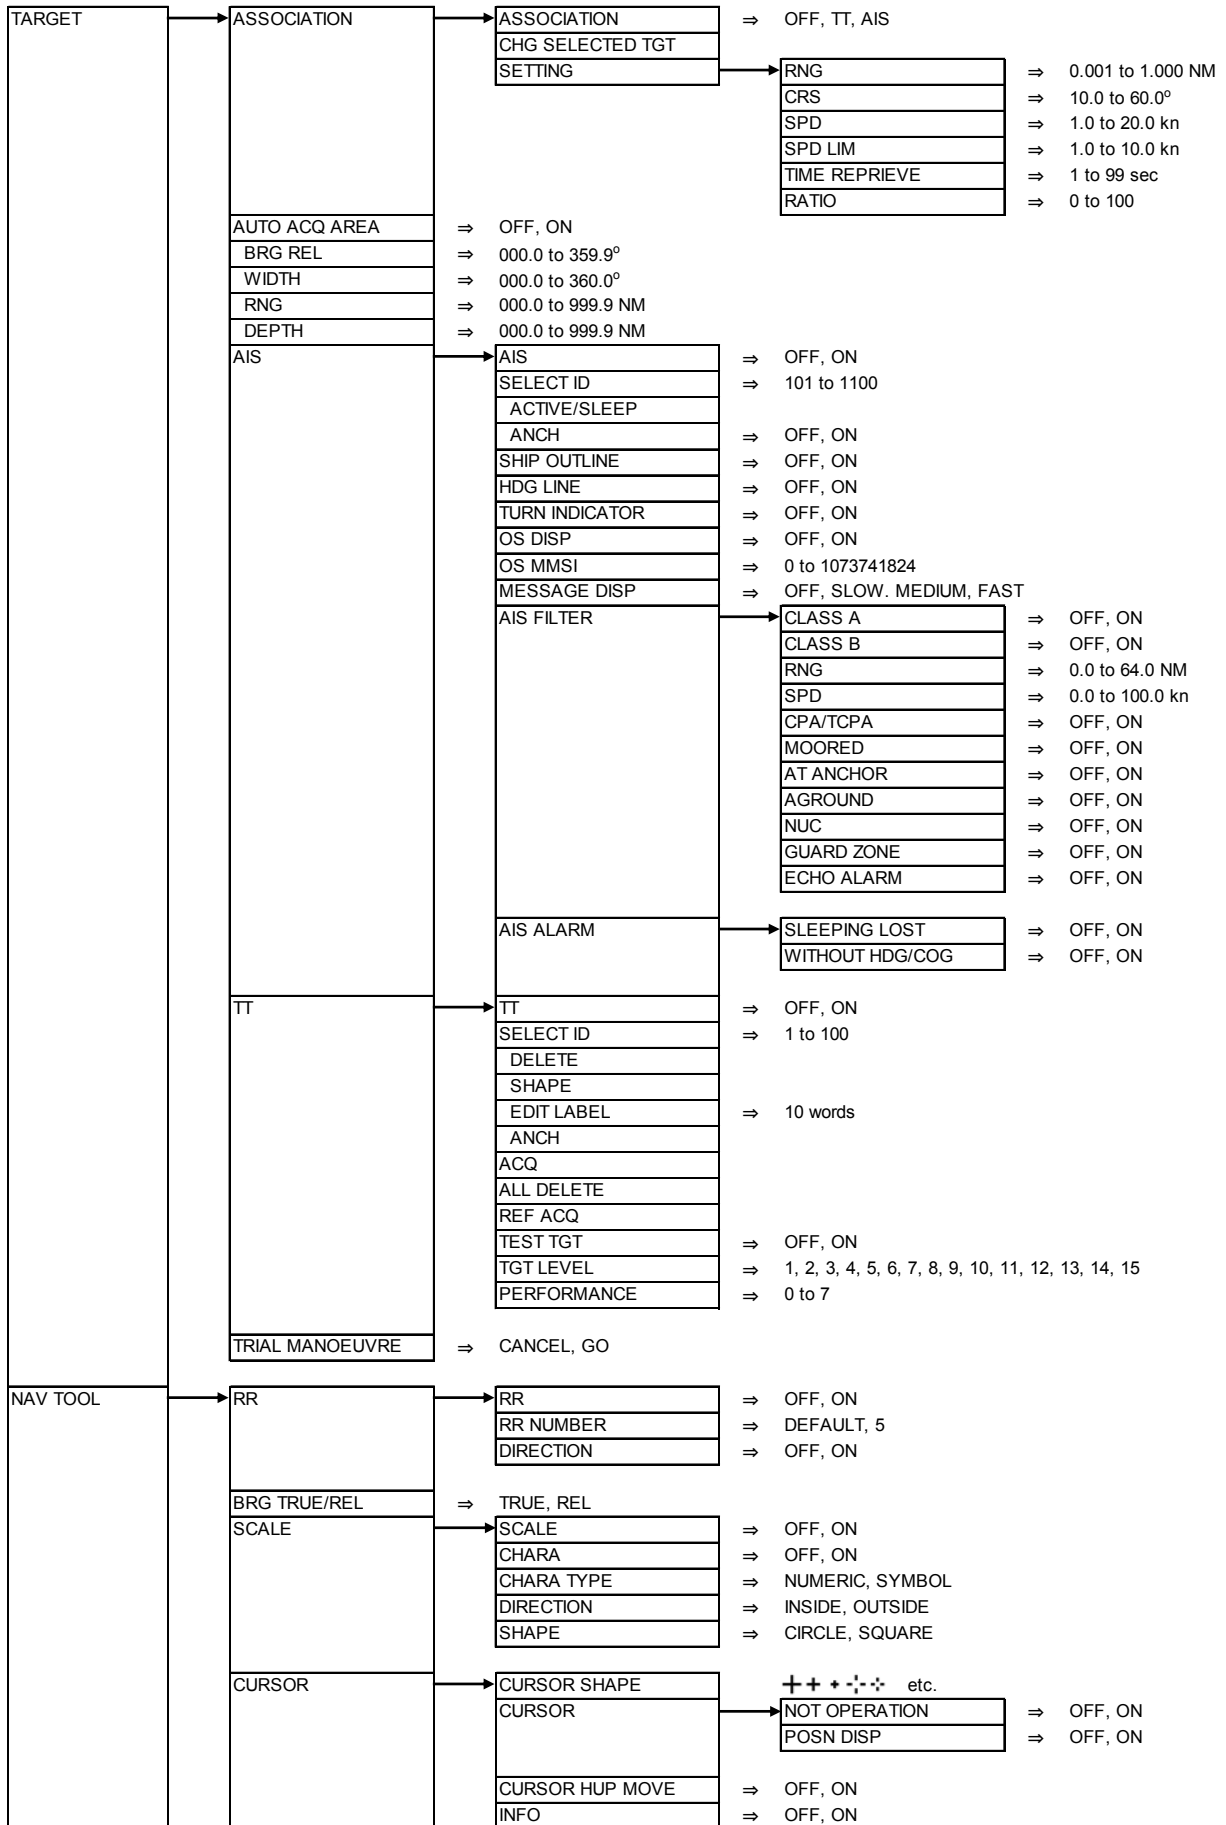 TARGET ASSOCIATION ASSOCIATION ⇒ OFF, TT, AIS
CHG SELECTED TGT
SETTING RNG ⇒ 0.001 to 1.000 NM
CRS ⇒ 10.0 to 60.0°
SPD ⇒ 1.0 to 20.0 kn
SPD LIM ⇒ 1.0 to 10.0 kn
TIME REPRIEVE ⇒ 1 to 99 sec
RATIO ⇒ 0 to 100
AUTO ACQ AREA ⇒ OFF, ON
BRG REL ⇒ 000.0 to 359.9°
WIDTH ⇒ 000.0 to 360.0°
RNG ⇒ 000.0 to 999.9 NM
DEPTH ⇒ 000.0 to 999.9 NM
AIS AIS ⇒ OFF, ON
SELECT ID ⇒ 101 to 1100
ACTIVE/SLEEP
ANCH ⇒ OFF, ON
SHIP OUTLINE ⇒ OFF, ON
HDG LINE ⇒ OFF, ON
TURN INDICATOR ⇒ OFF, ON
OS DISP ⇒ OFF, ON
OS MMSI ⇒ 0 to 1073741824
MESSAGE DISP ⇒ OFF, SLOW. MEDIUM, FAST
AIS FILTER CLASS A ⇒ OFF, ON
CLASS B ⇒ OFF, ON
RNG ⇒ 0.0 to 64.0 NM
SPD ⇒ 0.0 to 100.0 kn
CPA/TCPA ⇒ OFF, ON
MOORED ⇒ OFF, ON
AT ANCHOR ⇒ OFF, ON
AGROUND ⇒ OFF, ON
NUC ⇒ OFF, ON
GUARD ZONE ⇒ OFF, ON
ECHO ALARM ⇒ OFF, ON
AIS ALARM SLEEPING LOST ⇒ OFF, ON
WITHOUT HDG/COG ⇒ OFF, ON
TT TT ⇒ OFF, ON
SELECT ID ⇒ 1 to 100
DELETE
SHAPE
EDIT LABEL ⇒ 10 words
ANCH
ACQ
ALL DELETE
REF ACQ
TEST TGT ⇒ OFF, ON
TGT LEVEL ⇒ 1, 2, 3, 4, 5, 6, 7, 8, 9, 10, 11, 12, 13, 14, 15
PERFORMANCE ⇒ 0 to 7
TRIAL MANOEUVRE ⇒ CANCEL, GO
NAV TOOL RR RR ⇒ OFF, ON
RR NUMBER ⇒ DEFAULT, 5
DIRECTION ⇒ OFF, ON
BRG TRUE/REL ⇒ TRUE, REL
SCALE SCALE ⇒ OFF, ON
CHARA ⇒ OFF, ON
CHARA TYPE ⇒ NUMERIC, SYMBOL
DIRECTION ⇒ INSIDE, OUTSIDE
SHAPE ⇒ CIRCLE, SQUARE
CURSOR CURSOR SHAPE etc.
CURSOR NOT OPERATION ⇒ OFF, ON
POSN DISP ⇒ OFF, ON
CURSOR HUP MOVE ⇒ OFF, ON
INFO ⇒ OFF, ON